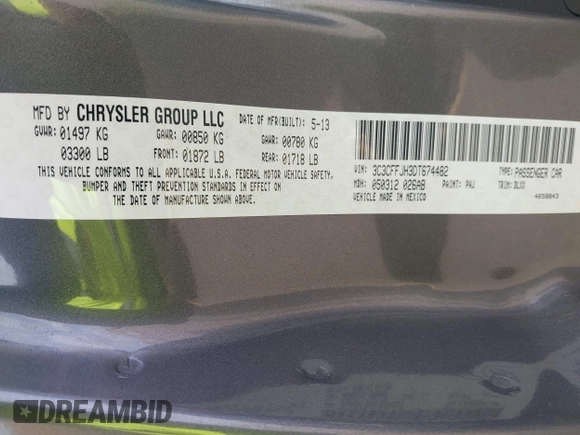 MFD BY CHRYSLER GROUP LLC DATE OF MFR(BUILT): 5-13
GVWR: 01497 KG GAWR: 00850 KG GAWR: 00780 KG
03300 LB FRONT: 01872 LB REAR: 01718 LB
THIS VEHICLE CONFORMS TO ALL APPLICABLE U.S.A. FEDERAL MOTOR VEHICLE SAFETY,
BUMPER AND THEFT PREVENTION STANDARDS IN EFFECT ON
THE DATE OF MANUFACTURE SHOWN ABOVE.
VIN: 3C3CFFJH3DT674482 TYPE: PASSENGER CAR
MDH: 050312 026AB PAINT: PAU TRIM: DLXX
VEHICLE MADE IN MEXICO 4658843
DREAMBID